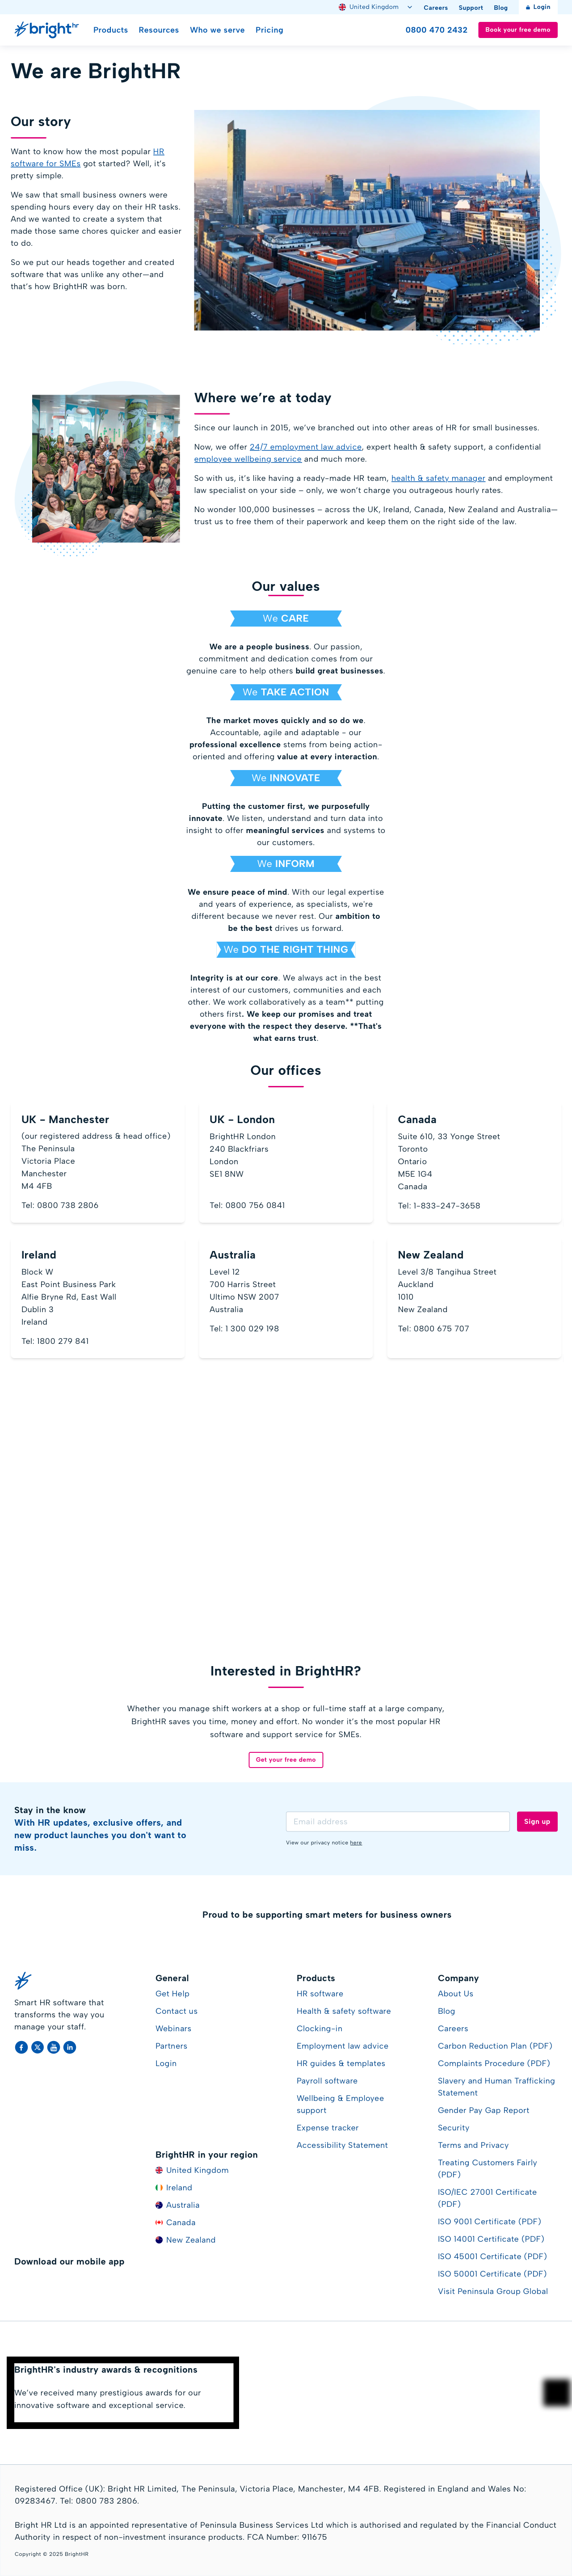 United Kingdom
Careers
Support
Blog
Login
bright hr
Products
Resources
Who we serve
Pricing
0800 470 2432
Book your free demo
We are BrightHR
Our story
Want to know how the most popular HR
software for SMEs got started? Well, it's
pretty simple.
We saw that small business owners were
spending hours every day on their HR tasks.
And we wanted to create a system that
made those same chores quicker and easier
to do.
So we put our heads together and created
software that was unlike any other—and
that's how BrightHR was born.
Where we're at today
Since our launch in 2015, we've branched out into other areas of HR for small businesses.
Now, we offer 24/7 employment law advice, expert health & safety support, a confidential
employee wellbeing service and much more.
So with us, it's like having a ready-made HR team, health & safety manager and employment
law specialist on your side – only, we won't charge you outrageous hourly rates.
No wonder 100,000 businesses – across the UK, Ireland, Canada, New Zealand and Australia—
trust us to free them of their paperwork and keep them on the right side of the law.
Our values
We CARE
We are a people business. Our passion,
commitment and dedication comes from our
genuine care to help others build great businesses.
We TAKE ACTION
The market moves quickly and so do we.
Accountable, agile and adaptable - our
professional excellence stems from being action-
oriented and offering value at every interaction.
We INNOVATE
Putting the customer first, we purposefully
innovate. We listen, understand and turn data into
insight to offer meaningful services and systems to
our customers.
We INFORM
We ensure peace of mind. With our legal expertise
and years of experience, as specialists, we're
different because we never rest. Our ambition to
be the best drives us forward.
We DO THE RIGHT THING
Integrity is at our core. We always act in the best
interest of our customers, communities and each
other. We work collaboratively as a team** putting
others first. We keep our promises and treat
everyone with the respect they deserve. **That's
what earns trust.
Our offices
UK - Manchester
(our registered address & head office)
The Peninsula
Victoria Place
Manchester
M4 4FB
Tel: 0800 738 2806
UK - London
BrightHR London
240 Blackfriars
London
SE1 8NW
Tel: 0800 756 0841
Canada
Suite 610, 33 Yonge Street
Toronto
Ontario
M5E 1G4
Canada
Tel: 1-833-247-3658
Ireland
Block W
East Point Business Park
Alfie Bryne Rd, East Wall
Dublin 3
Ireland
Tel: 1800 279 841
Australia
Level 12
700 Harris Street
Ultimo NSW 2007
Australia
Tel: 1 300 029 198
New Zealand
Level 3/8 Tangihua Street
Auckland
1010
New Zealand
Tel: 0800 675 707
Interested in BrightHR?
Whether you manage shift workers at a shop or full-time staff at a large company,
BrightHR saves you time, money and effort. No wonder it's the most popular HR
software and support service for SMEs.
Get your free demo
Stay in the know
With HR updates, exclusive offers, and
new product launches you don't want to
miss.
Email address
Sign up
View our privacy notice here
Proud to be supporting smart meters for business owners
Smart HR software that
transforms the way you
manage your staff.
General
Get Help
Contact us
Webinars
Partners
Login
BrightHR in your region
United Kingdom
Ireland
Australia
Canada
New Zealand
Products
HR software
Health & safety software
Clocking-in
Employment law advice
HR guides & templates
Payroll software
Wellbeing & Employee
support
Expense tracker
Accessibility Statement
Company
About Us
Blog
Careers
Carbon Reduction Plan (PDF)
Complaints Procedure (PDF)
Slavery and Human Trafficking
Statement
Gender Pay Gap Report
Security
Terms and Privacy
Treating Customers Fairly
(PDF)
ISO/IEC 27001 Certificate
(PDF)
ISO 9001 Certificate (PDF)
ISO 14001 Certificate (PDF)
ISO 45001 Certificate (PDF)
ISO 50001 Certificate (PDF)
Visit Peninsula Group Global
Download our mobile app
BrightHR's industry awards & recognitions
We've received many prestigious awards for our
innovative software and exceptional service.
Registered Office (UK): Bright HR Limited, The Peninsula, Victoria Place, Manchester, M4 4FB. Registered in England and Wales No:
09283467. Tel: 0800 783 2806.
Bright HR Ltd is an appointed representative of Peninsula Business Services Ltd which is authorised and regulated by the Financial Conduct
Authority in respect of non-investment insurance products. FCA Number: 911675
Copyright © 2025 BrightHR